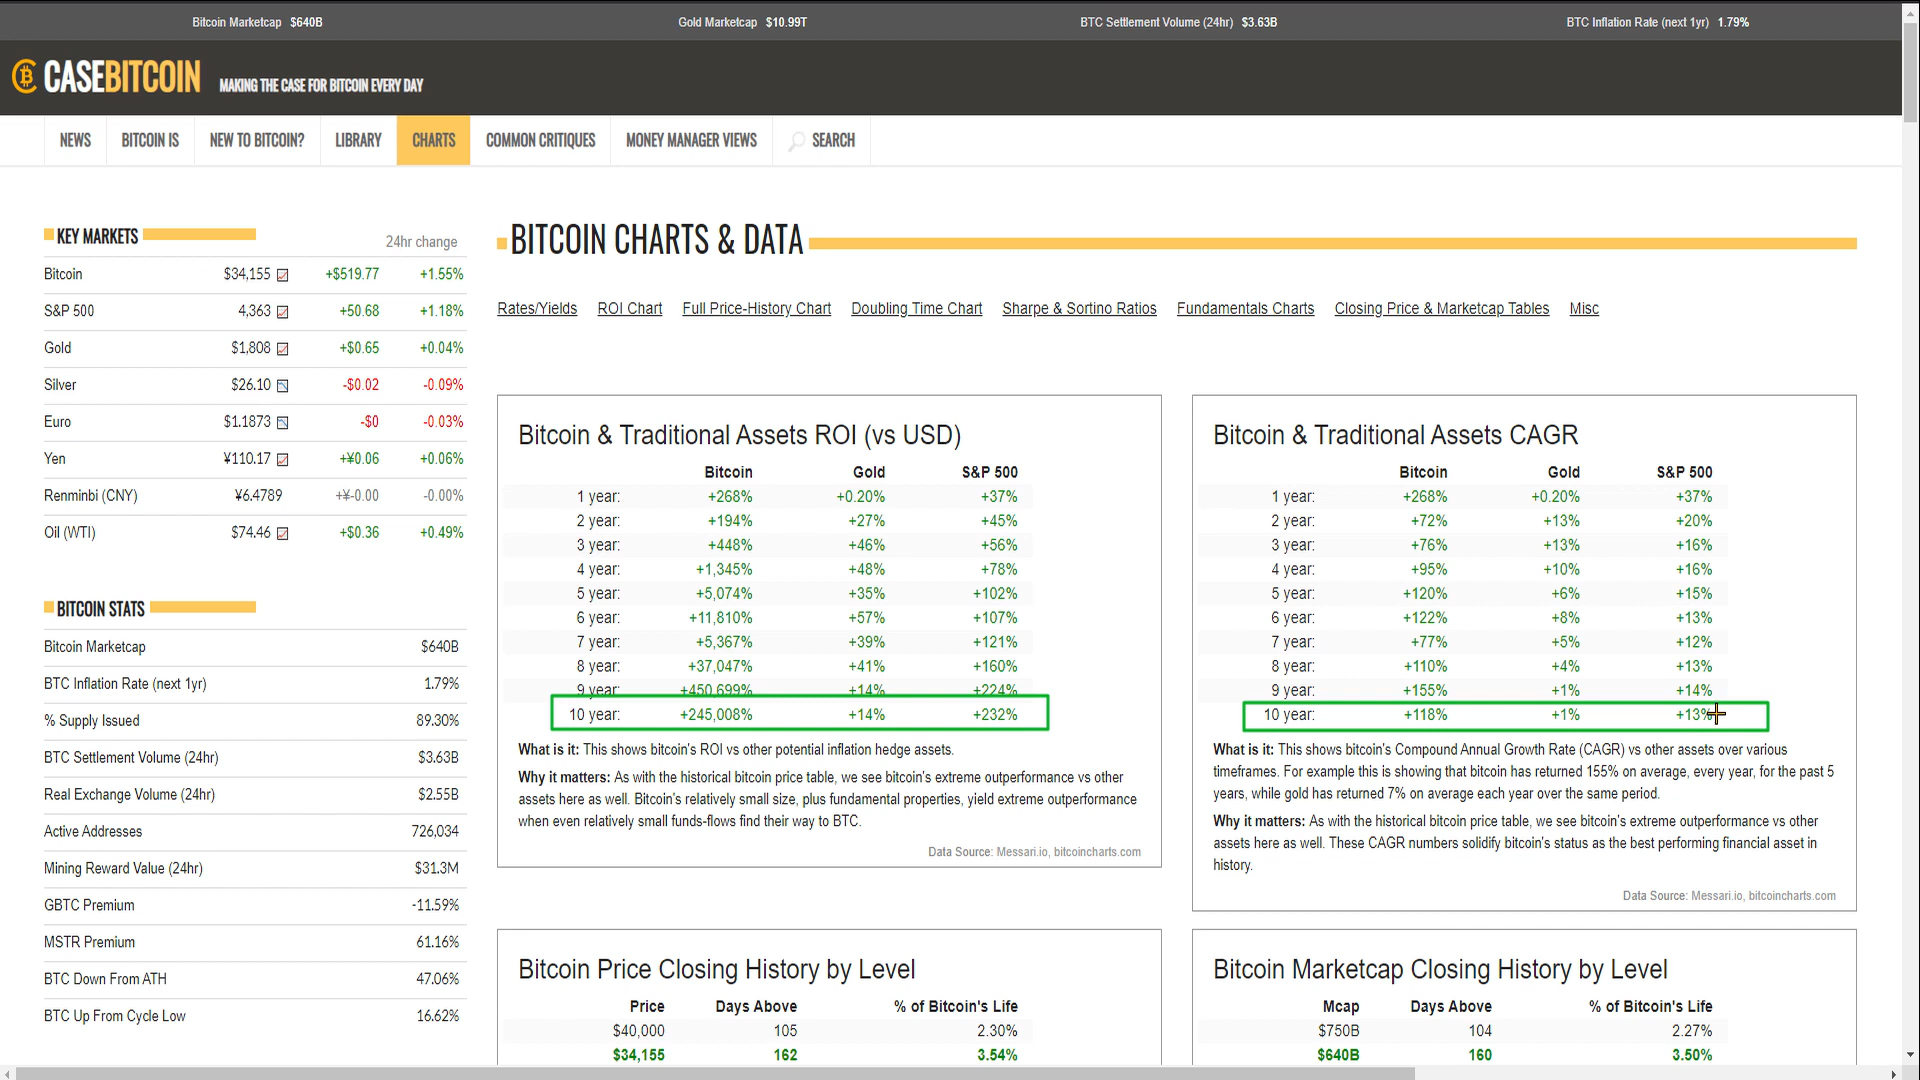 Bitcoin Marketcap $640B Gold Marketcap $10.99T BTC Settlement Volume (24hr) $3.63B BTC Inflation Rate (next 1yr) 1.79%
CASEBITCOIN MAKING THE CASE FOR BITCOIN EVERY DAY
NEWS BITCOIN IS NEW TO BITCOIN? LIBRARY CHARTS COMMON CRITIQUES MONEY MANAGER VIEWS SEARCH
KEY MARKETS
24hr change
Bitcoin $34,155 +$519.77 +1.55%
S&P 500 4,363 +50.68 +1.18%
Gold $1,808 +$0.65 +0.04%
Silver $26.10 -$0.02 -0.09%
Euro $1.1873 -$0 -0.03%
Yen ¥110.17 +¥0.06 +0.06%
Renminbi (CNY) ¥6.4789 +¥-0.00 -0.00%
Oil (WTI) $74.46 +$0.36 +0.49%
BITCOIN STATS
Bitcoin Marketcap $640B
BTC Inflation Rate (next 1yr) 1.79%
% Supply Issued 89.30%
BTC Settlement Volume (24hr) $3.63B
Real Exchange Volume (24hr) $2.55B
Active Addresses 726,034
Mining Reward Value (24hr) $31.3M
GBTC Premium -11.59%
MSTR Premium 61.16%
BTC Down From ATH 47.06%
BTC Up From Cycle Low 16.62%
BITCOIN CHARTS & DATA
Rates/Yields ROI Chart Full Price-History Chart Doubling Time Chart Sharpe & Sortino Ratios Fundamentals Charts Closing Price & Marketcap Tables Misc
Bitcoin & Traditional Assets ROI (vs USD)
Bitcoin Gold S&P 500
1 year: +268% +0.20% +37%
2 year: +194% +27% +45%
3 year: +448% +46% +56%
4 year: +1,345% +48% +78%
5 year: +5,074% +35% +102%
6 year: +11,810% +57% +107%
7 year: +5,367% +39% +121%
8 year: +37,047% +41% +160%
9 year: +450,699% +14% +224%
10 year: +245,008% +14% +232%
What is it: This shows bitcoin's ROI vs other potential inflation hedge assets.
Why it matters: As with the historical bitcoin price table, we see bitcoin's extreme outperformance vs other
assets here as well. Bitcoin's relatively small size, plus fundamental properties, yield extreme outperformance
when even relatively small funds-flows find their way to BTC.
Data Source: Messari.io, bitcoincharts.com
Bitcoin & Traditional Assets CAGR
Bitcoin Gold S&P 500
1 year: +268% +0.20% +37%
2 year: +72% +13% +20%
3 year: +76% +13% +16%
4 year: +95% +10% +16%
5 year: +120% +6% +15%
6 year: +122% +8% +13%
7 year: +77% +5% +12%
8 year: +110% +4% +13%
9 year: +155% +1% +14%
10 year: +118% +1% +13%
What is it: This shows bitcoin's Compound Annual Growth Rate (CAGR) vs other assets over various
timeframes. For example this is showing that bitcoin has returned 155% on average, every year, for the past 5
years, while gold has returned 7% on average each year over the same period.
Why it matters: As with the historical bitcoin price table, we see bitcoin's extreme outperformance vs other
assets here as well. These CAGR numbers solidify bitcoin's status as the best performing financial asset in
history.
Data Source: Messari.io, bitcoincharts.com
Bitcoin Price Closing History by Level
Price Days Above % of Bitcoin's Life
$40,000 105 2.30%
$34,155 162 3.54%
Bitcoin Marketcap Closing History by Level
Mcap Days Above % of Bitcoin's Life
$750B 104 2.27%
$640B 160 3.50%